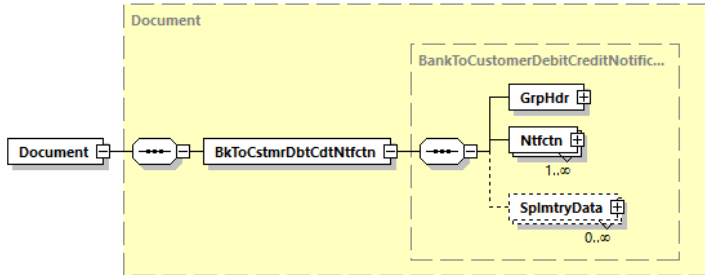 Document
BankToCustomerDebitCreditNotific...
GrpHdr
Document
BkToCstmrDbtCdtNtfctn
Ntfctn
1..∞
SplmtryData
0..∞